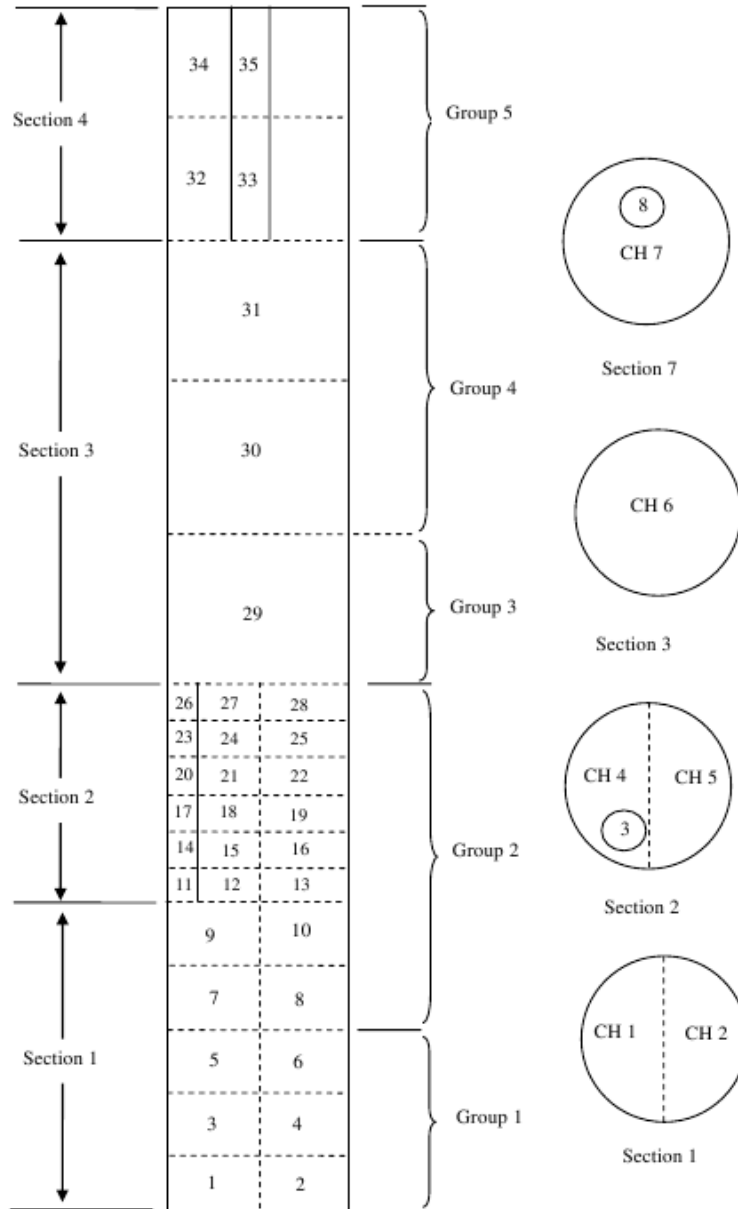 34 35
Section 4
Group 5
32 33
8
CH 7
Section 7
31
Group 4
Section 3
30
CH 6
29
Group 3
Section 3
26 27 28
23 24 25
20 21 22
Section 2
17 18 19
14 15 16
11 12 13
Group 2
CH 4 CH 5
3
Section 2
9 10
7 8
Section 1
5 6
3 4
1 2
Group 1
CH 1 CH 2
Section 1